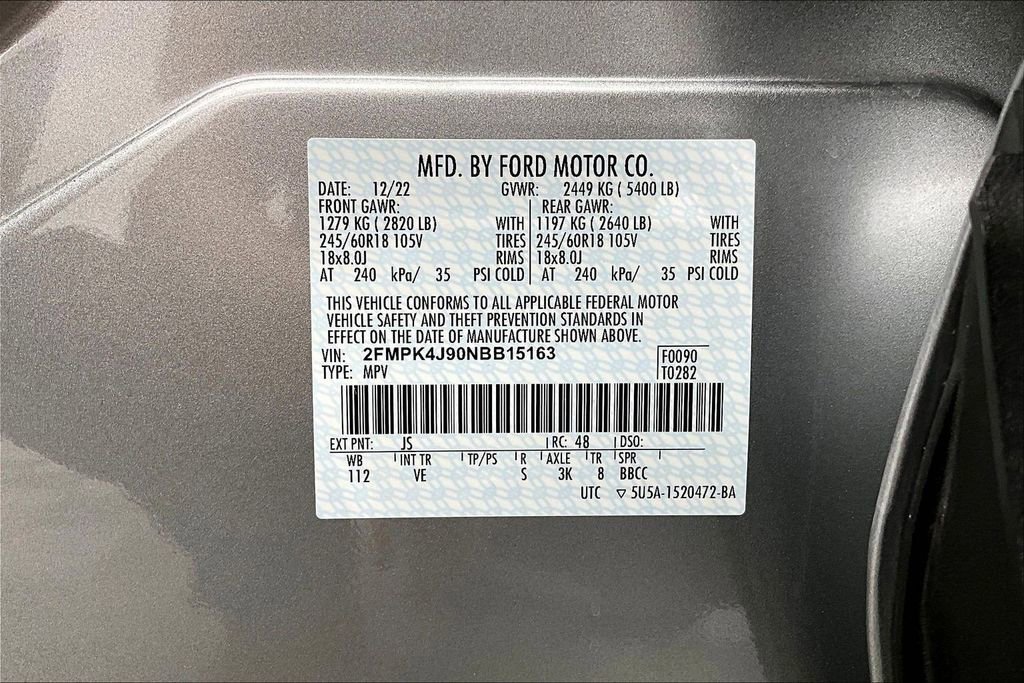 MFD. BY FORD MOTOR CO.
DATE: 12/22 GVWR: 2449 KG ( 5400 LB)
FRONT GAWR: REAR GAWR:
1279 KG ( 2820 LB) WITH 1197 KG ( 2640 LB) WITH
245/60R18 105V TIRES 245/60R18 105V TIRES
18x8.0J RIMS 18x8.0J RIMS
AT 240 kPa/ 35 PSI COLD AT 240 kPa/ 35 PSI COLD
THIS VEHICLE CONFORMS TO ALL APPLICABLE FEDERAL MOTOR
VEHICLE SAFETY AND THEFT PREVENTION STANDARDS IN
EFFECT ON THE DATE OF MANUFACTURE SHOWN ABOVE.
VIN: 2FMPK4J90NBB15163 F0090
TYPE: MPV T0282
EXT PNT: JS RC: 48 DSO:
WB INT TR TP/PS R AXLE TR SPR
112 VE S 3K 8 BBCC
UTC ▽ 5U5A-1520472-BA